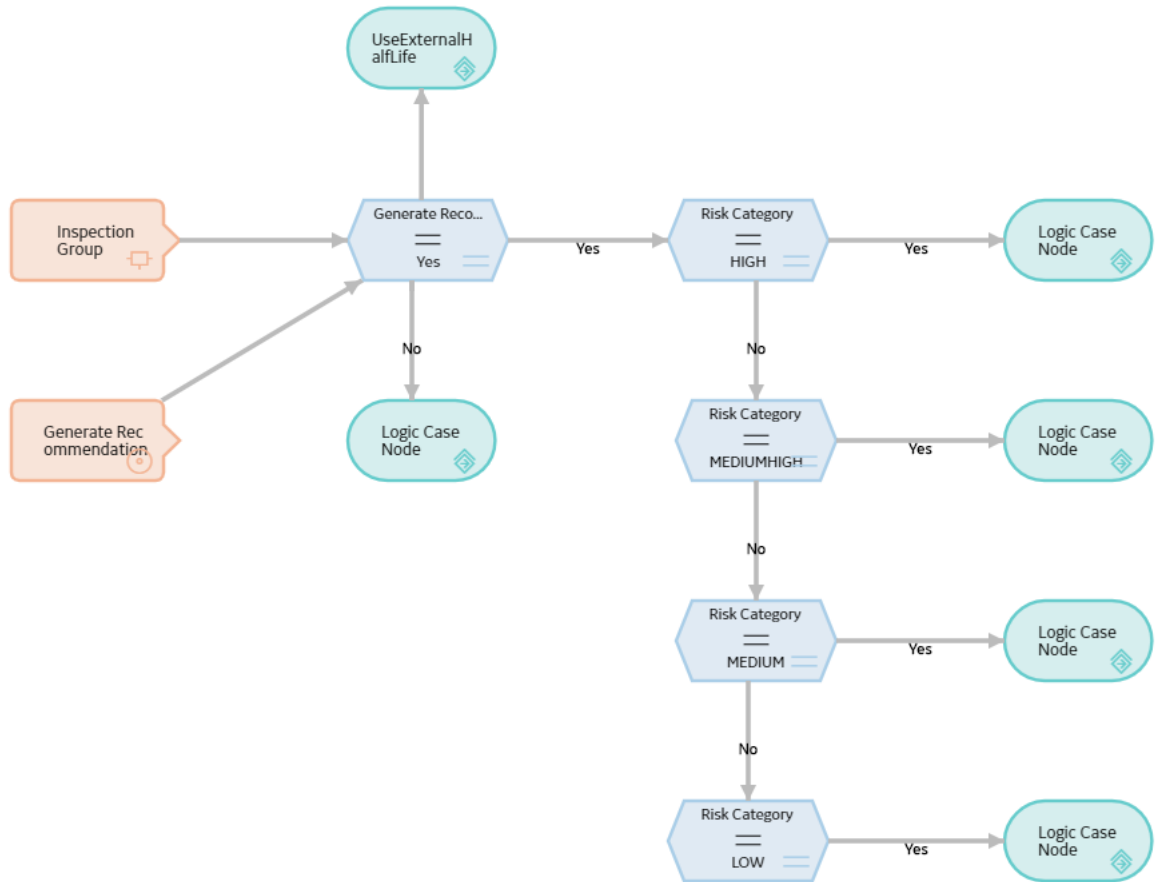 UseExternalH
alfLife
Inspection
Group
Generate Reco...
Yes
Yes
Risk Category
HIGH
Yes
Logic Case
Node
No
No
Generate Rec
ommendation
Logic Case
Node
Risk Category
MEDIUMHIGH
Yes
Logic Case
Node
No
Risk Category
MEDIUM
Yes
Logic Case
Node
No
Risk Category
LOW
Yes
Logic Case
Node